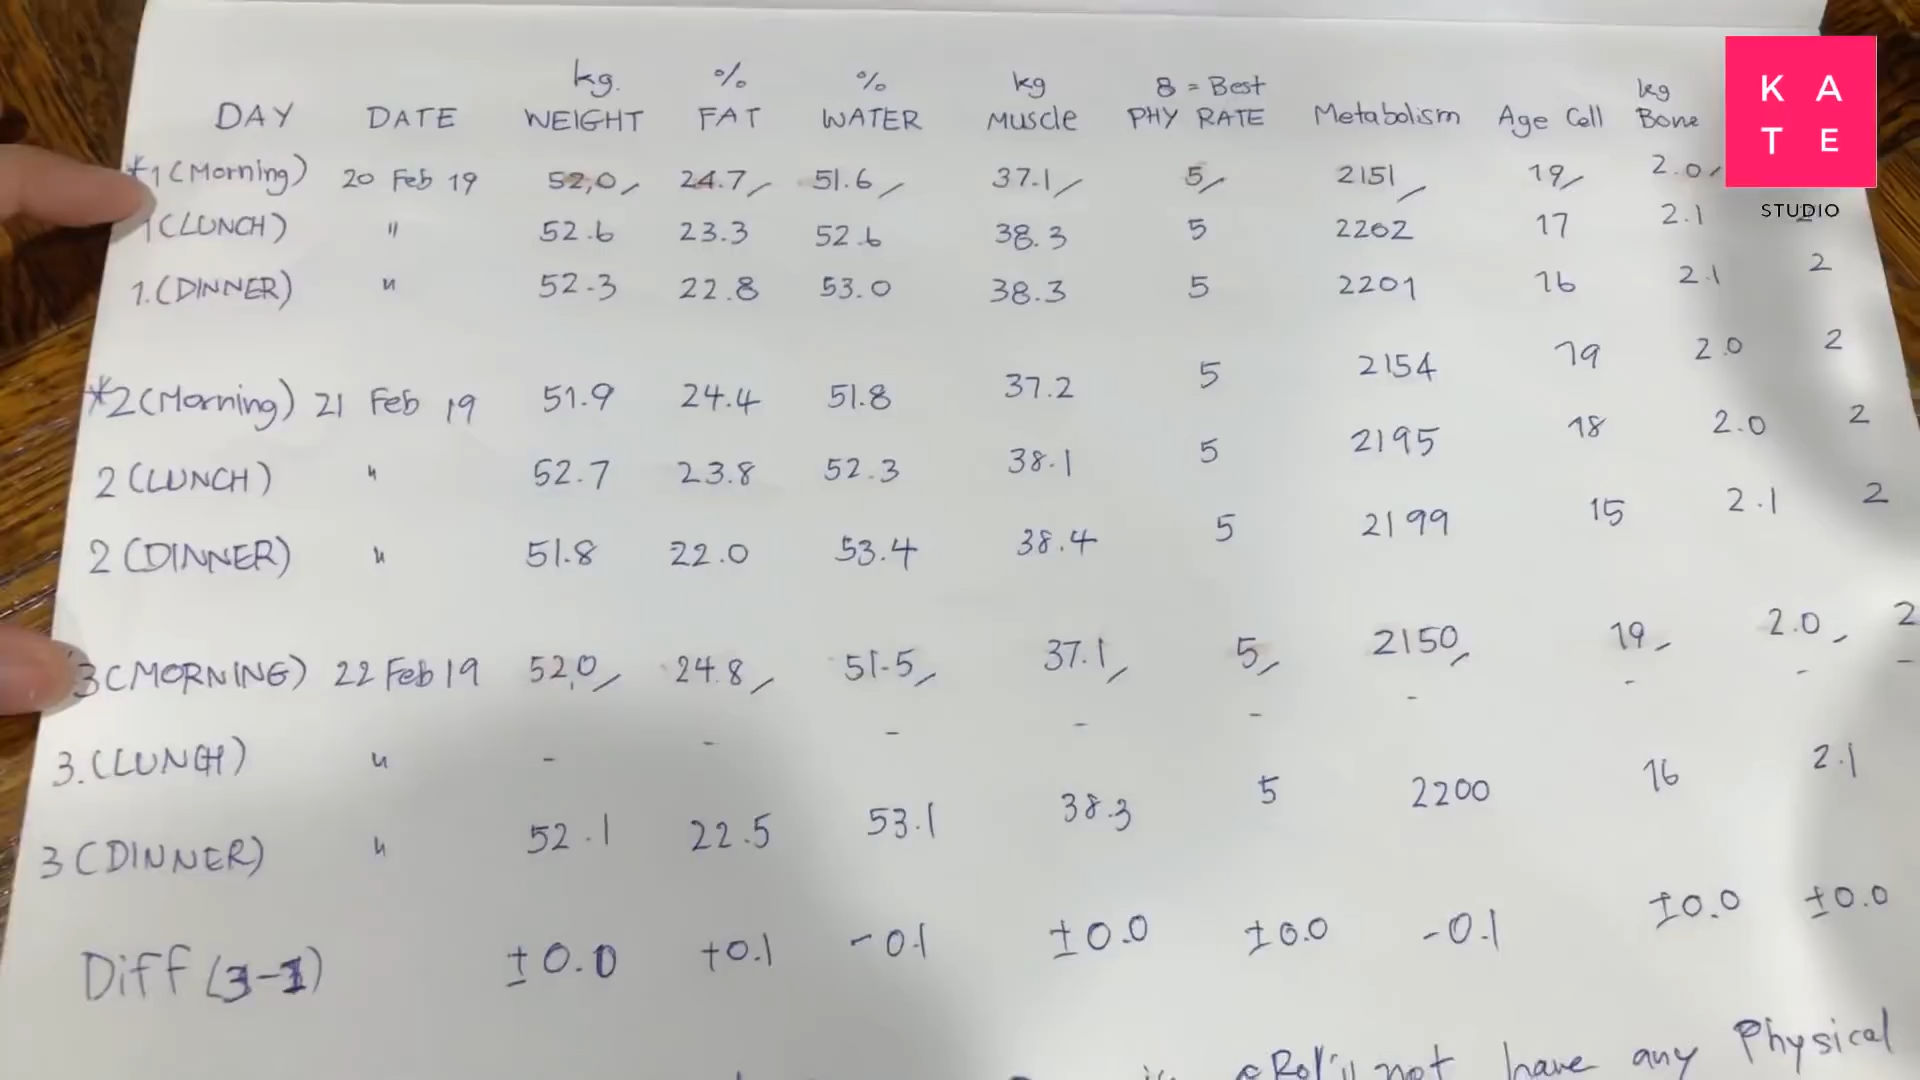 kg. % % kg 8 = Best kg
DAY DATE WEIGHT FAT WATER Muscle PHY RATE Metabolism Age Cell Bone
*1 (Morning) 20 Feb 19 52,0 24.7 51.6 37.1 5 2151 19 2.0
1 (LUNCH) " 52.6 23.3 52.6 38.3 5 2202 17 2.1 2
1. (DINNER) " 52.3 22.8 53.0 38.3 5 2201 16 2.1 2
*2 (Morning) 21 Feb 19 51.9 24.4 51.8 37.2 5 2154 19 2.0 2
2 (LUNCH) " 52.7 23.8 52.3 38.1 5 2195 18 2.0 2
2 (DINNER) " 51.8 22.0 53.4 38.4 5 2199 15 2.1 2
3 (MORNING) 22 Feb 19 52,0 24.8 51.5 37.1 5 2150 19 2.0 2
3. (LUNCH) " - - - - - - - - -
3 (DINNER) " 52.1 22.5 53.1 38.3 5 2200 16 2.1
Diff (3-1) ±0.0 +0.1 -0.1 ±0.0 ±0.0 -0.1 ±0.0 ±0.0
not have any Physical
K A
T E
STUDIO